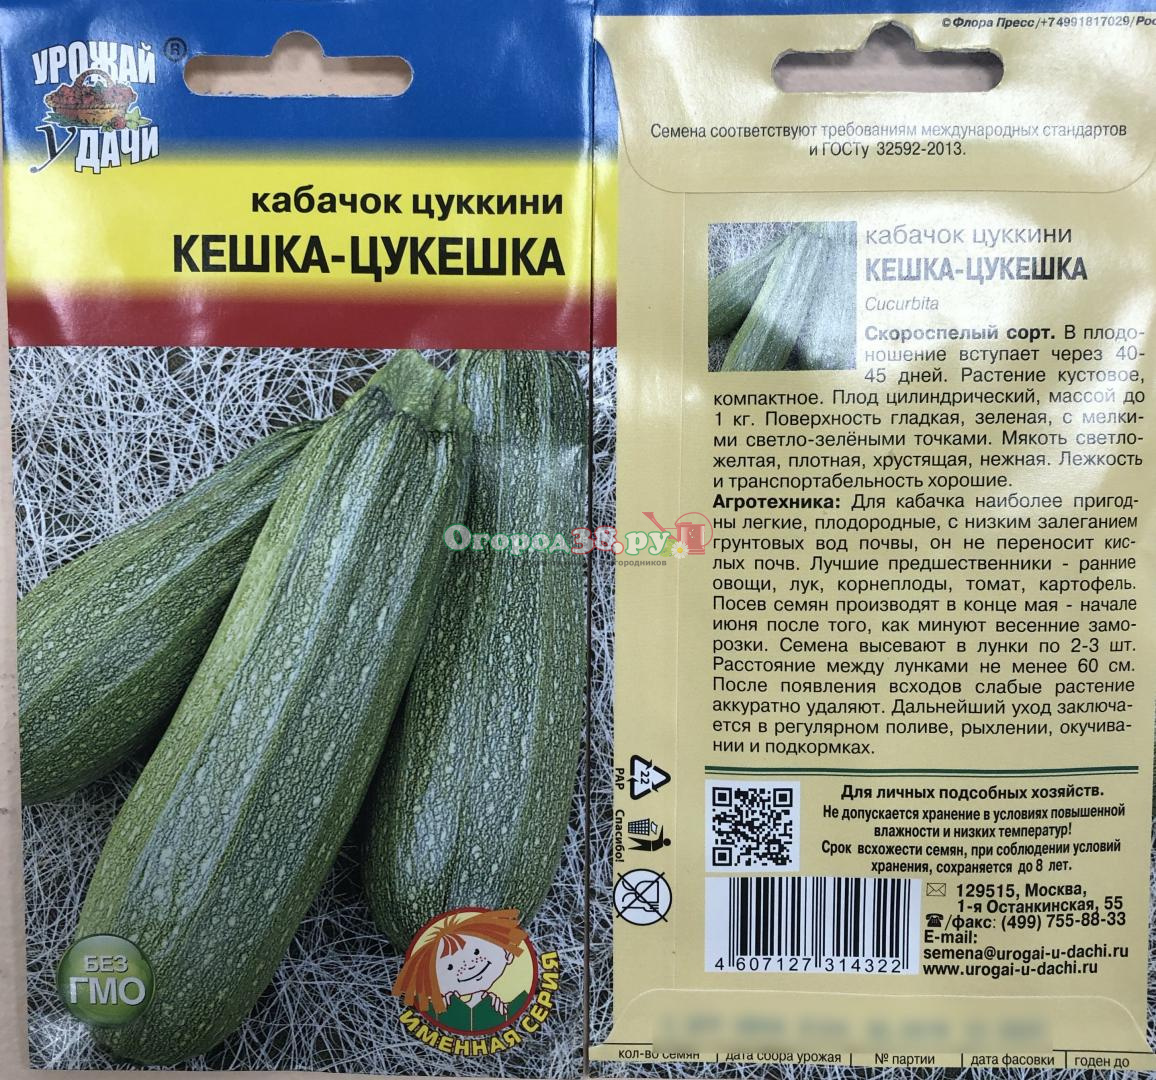 УРОЖАЙ ®
УДАЧИ
кабачок цуккини
КЕШКА-ЦУКЕШКА
БЕЗ
ГМО
ИМЕННАЯ СЕРИЯ
Огород38.ру
© Флора Пресс/+74991817029/Рос
Семена соответствуют требованиям международных стандартов
и ГОСТу 32592-2013.
кабачок цуккини
КЕШКА-ЦУКЕШКА
Cucurbita
Скороспелый сорт. В плодо-
ношение вступает через 40-
45 дней. Растение кустовое,
компактное. Плод цилиндрический, массой до
1 кг. Поверхность гладкая, зеленая, с мелки-
ми светло-зелёными точками. Мякоть светло-
желтая, плотная, хрустящая, нежная. Лежкость
и транспортабельность хорошие.
Агротехника: Для кабачка наиболее пригод-
ны легкие, плодородные, с низким залеганием
грунтовых вод почвы, он не переносит кис-
лых почв. Лучшие предшественники - ранние
овощи, лук, корнеплоды, томат, картофель.
Посев семян производят в конце мая - начале
июня после того, как минуют весенние замо-
розки. Семена высевают в лунки по 2-3 шт.
Расстояние между лунками не менее 60 см.
После появления всходов слабые растение
аккуратно удаляют. Дальнейший уход заключа-
ется в регулярном поливе, рыхлении, окучива-
нии и подкормках.
22
PAP
Спасибо!
Для личных подсобных хозяйств.
Не допускается хранение в условиях повышенной
влажности и низких температур!
Срок всхожести семян, при соблюдении условий
хранения, сохраняется до 8 лет.
4 607127 314322
129515, Москва,
1-я Останкинская, 55
/факс: (499) 755-88-33
E-mail:
semena@urogai-u-dachi.ru
www.urogai-u-dachi.ru
кол-во семян дата сбора урожая № партии дата фасовки годен до